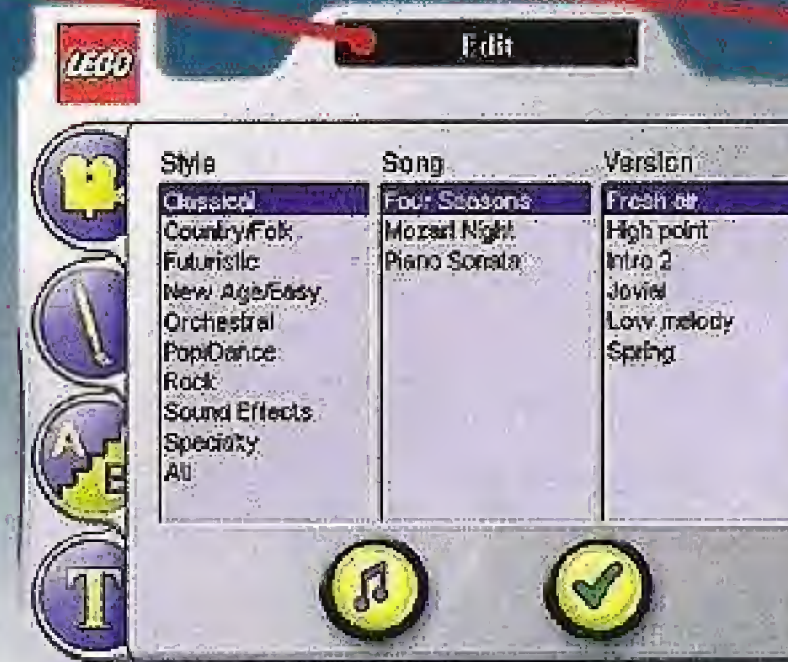 LEGO
Edit
Style
Song
Version
Classical
Four Seasons
Fresh air
Country/Folk
Mozart Night
High point
Futuristic
Piano Sonata
Intro 2
New Age/Easy
Jovial
Orchestral
Low melody
Pop/Dance
Spring
Rock
Sound Effects
Specialty
All
A
B
T